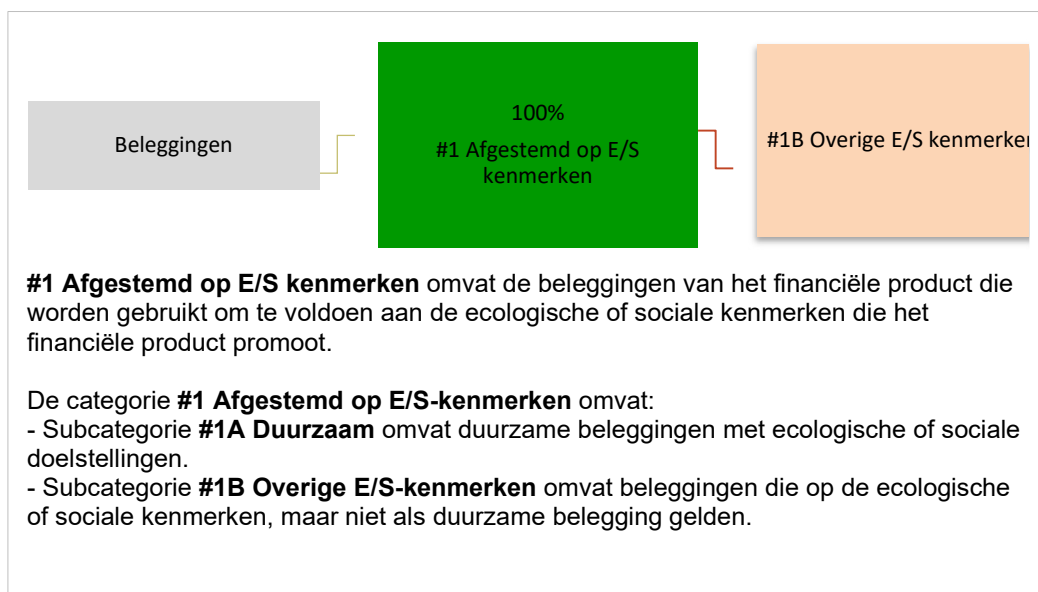 Beleggingen
100%
#1 Afgestemd op E/S
kenmerken
#1B Overige E/S kenmerken
#1 Afgestemd op E/S kenmerken omvat de beleggingen van het financiële product die
worden gebruikt om te voldoen aan de ecologische of sociale kenmerken die het
financiële product promoot.
De categorie #1 Afgestemd op E/S-kenmerken omvat:
- Subcategorie #1A Duurzaam omvat duurzame beleggingen met ecologische of sociale
doelstellingen.
- Subcategorie #1B Overige E/S-kenmerken omvat beleggingen die op de ecologische
of sociale kenmerken, maar niet als duurzame belegging gelden.